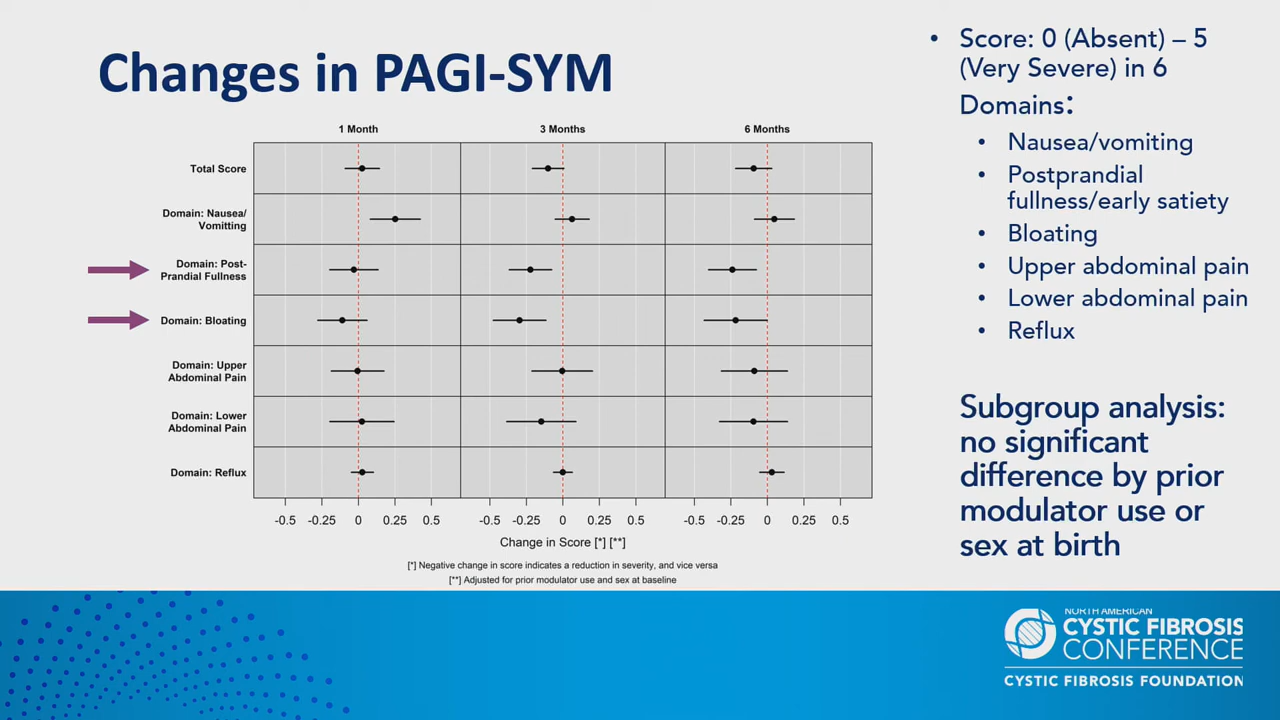 Changes in PAGI-SYM
1 Month
3 Months
6 Months
Total Score
Domain: Nausea/
Vomitting
Domain: Post-
Prandial Fullness
Domain: Bloating
Domain: Upper
Abdominal Pain
Domain: Lower
Abdominal Pain
Domain: Reflux
-0.5 -0.25 0 0.25 0.5
-0.5 -0.25 0 0.25 0.5
-0.5 -0.25 0 0.25 0.5
Change in Score [*] [**]
[*] Negative change in score indicates a reduction in severity, and vice versa
[**] Adjusted for prior modulator use and sex at baseline
• Score: 0 (Absent) – 5
(Very Severe) in 6
Domains:
• Nausea/vomiting
• Postprandial
fullness/early satiety
• Bloating
• Upper abdominal pain
• Lower abdominal pain
• Reflux
Subgroup analysis:
no significant
difference by prior
modulator use or
sex at birth
NORTH AMERICAN
CYSTIC FIBROSIS
CONFERENCE
CYSTIC FIBROSIS FOUNDATION